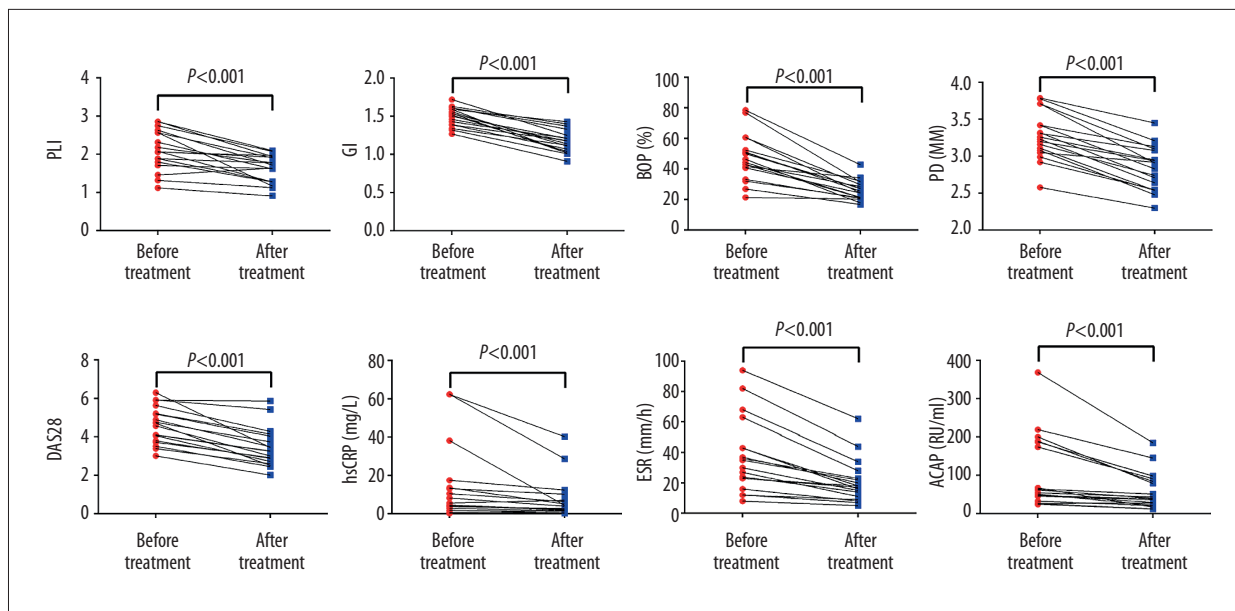 P<0.001
PLI
4
3
2
1
0
Before treatment
After treatment
P<0.001
GI
2.0
1.5
1.0
0.5
0.0
Before treatment
After treatment
P<0.001
BOP (%)
100
80
60
40
20
0
Before treatment
After treatment
P<0.001
PD (MM)
4.0
3.5
3.0
2.5
2.0
Before treatment
After treatment
P<0.001
DAS28
8
6
4
2
0
Before treatment
After treatment
P<0.001
hsCRP (mg/L)
80
60
40
20
0
Before treatment
After treatment
P<0.001
ESR (mm/h)
100
80
60
40
20
0
Before treatment
After treatment
P<0.001
ACAP (RU/ml)
400
300
200
100
0
Before treatment
After treatment